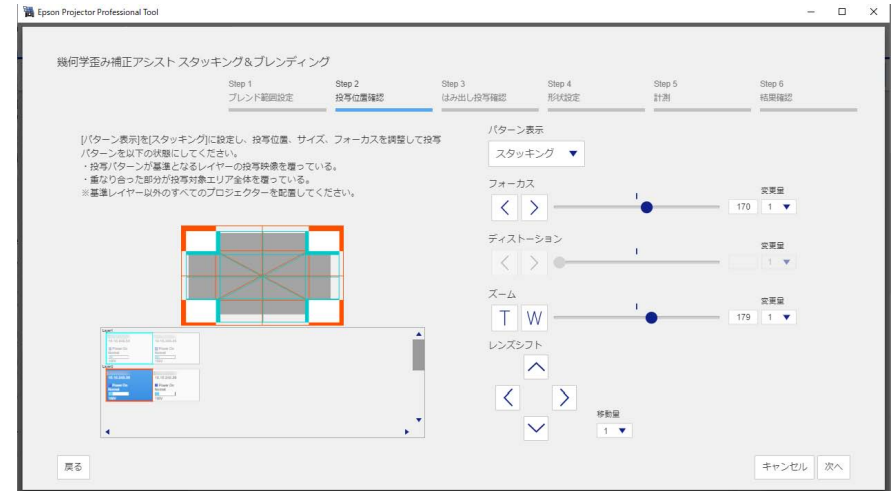 Epson Projector Professional Tool
幾何学歪み補正アシスト スタッキング&ブレンディング
Step 1
ブレンド範囲設定
Step 2
投写位置確認
Step 3
はみ出し投写確認
Step 4
形状設定
Step 5
計測
Step 6
結果確認
[パターン表示]を[スタッキング]に設定し、投写位置、サイズ、フォーカスを調整して投写
パターンを以下の状態にしてください。
・投写パターンが基準となるレイヤーの投写映像を覆っている。
・重なり合った部分が投写対象エリア全体を覆っている。
※基準レイヤー以外のすべてのプロジェクターを配置してください。
パターン表示
スタッキング
フォーカス
変更量
170
1
ディストーション
変更量
1
ズーム
変更量
T W
179
1
レンズシフト
移動量
1
Power On
Power On
Power On
Power On
戻る
キャンセル
次へ